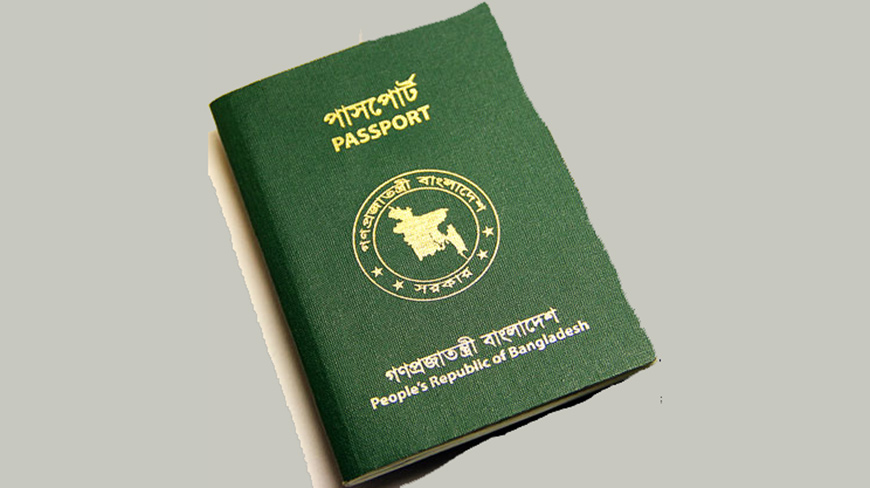 পাসপোর্ট
PASSPORT
গণপ্রজাতন্ত্রী বাংলাদেশ
সরকার
গণপ্রজাতন্ত্রী বাংলাদেশ
People's Republic of Bangladesh